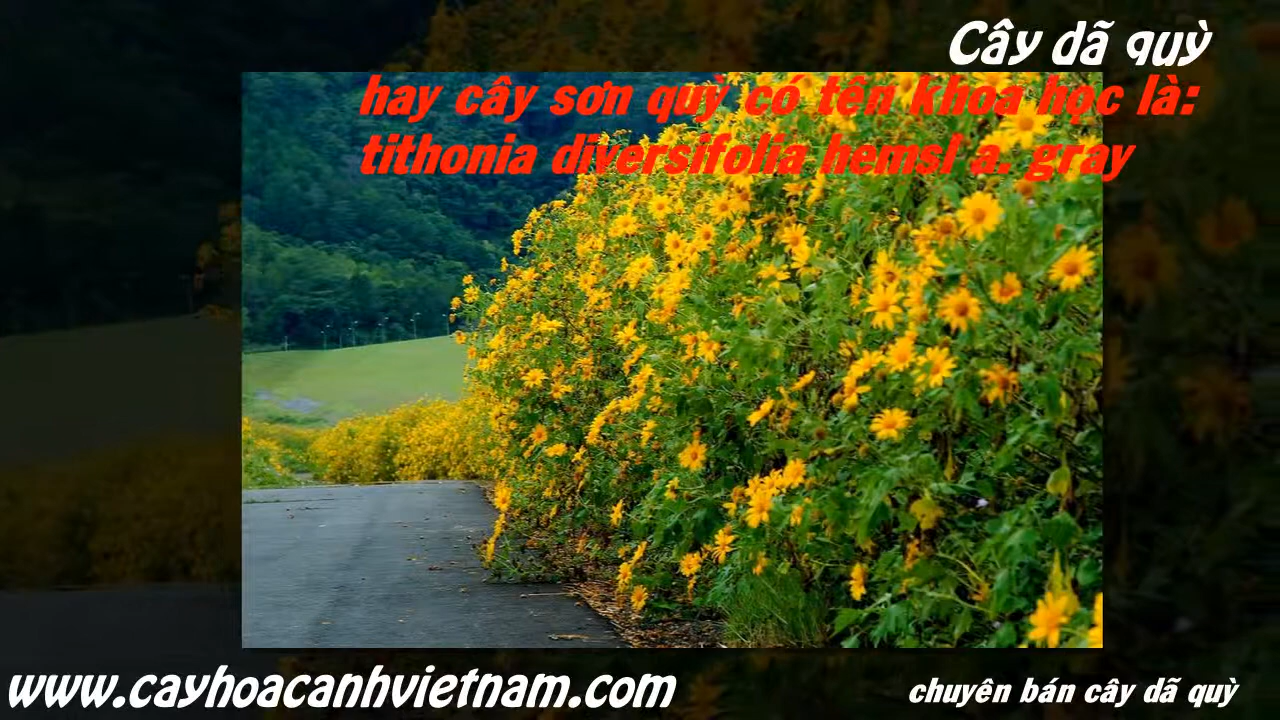 Cây dã quỳ
hay cây sơn quỳ có tên khoa học là:
tithonia diversifolia hemsl a. gray
www.cayhoacanhvietnam.com
chuyên bán cây dã quỳ